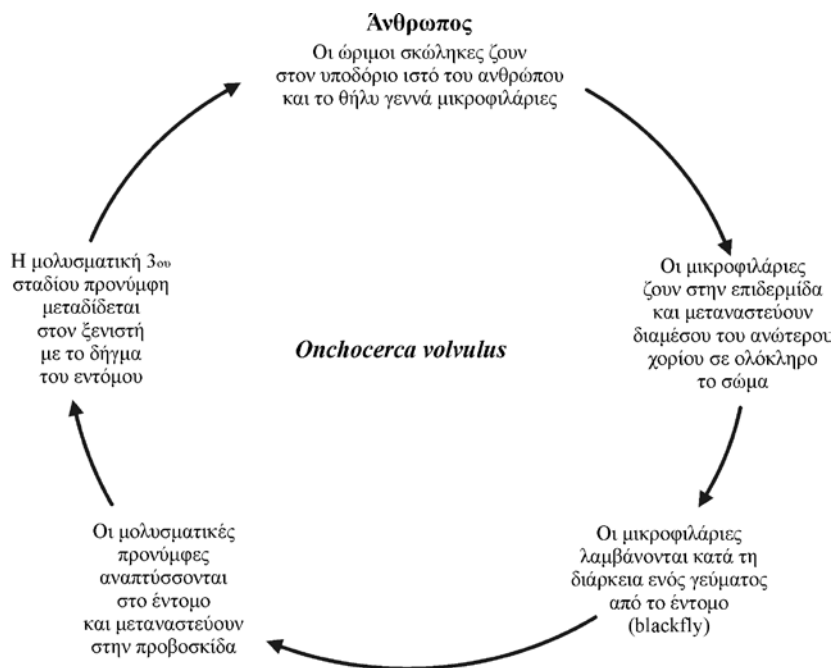 Άνθρωπος
Οι ώριμοι σκώληκες ζουν
στον υποδόριο ιστό του ανθρώπου
και το θήλυ γεννά μικροφιλάριες
Οι μικροφιλάριες
ζουν στην επιδερμίδα
και μεταναστεύουν
διαμέσου του ανώτερου
χορίου σε ολόκληρο
το σώμα
Οι μικροφιλάριες
λαμβάνονται κατά τη
διάρκεια ενός γεύματος
από το έντομο
(blackfly)
Οι μολυσματικές
προνύμφες
αναπτύσσονται
στο έντομο
και μεταναστεύουν
στην προβοσκίδα
Η μολυσματική 3ου
σταδίου προνύμφη
μεταδίδεται
στον ξενιστή
με το δήγμα
του εντόμου
Onchocerca volvulus